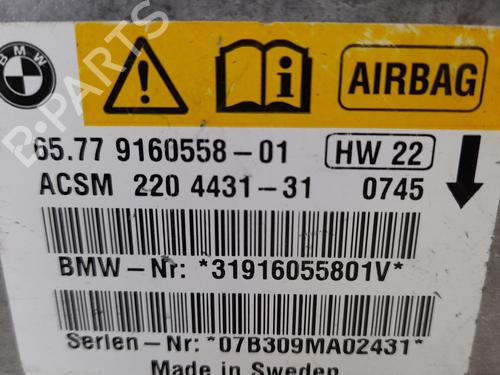 BMW
AIRBAG
65.77 9160558-01 HW 22
ACSM 220 4431-31 0745
BMW-Nr: *31916055801V*
Serien-Nr: *07B309MA02431*
Made in Sweden
B-PARTS